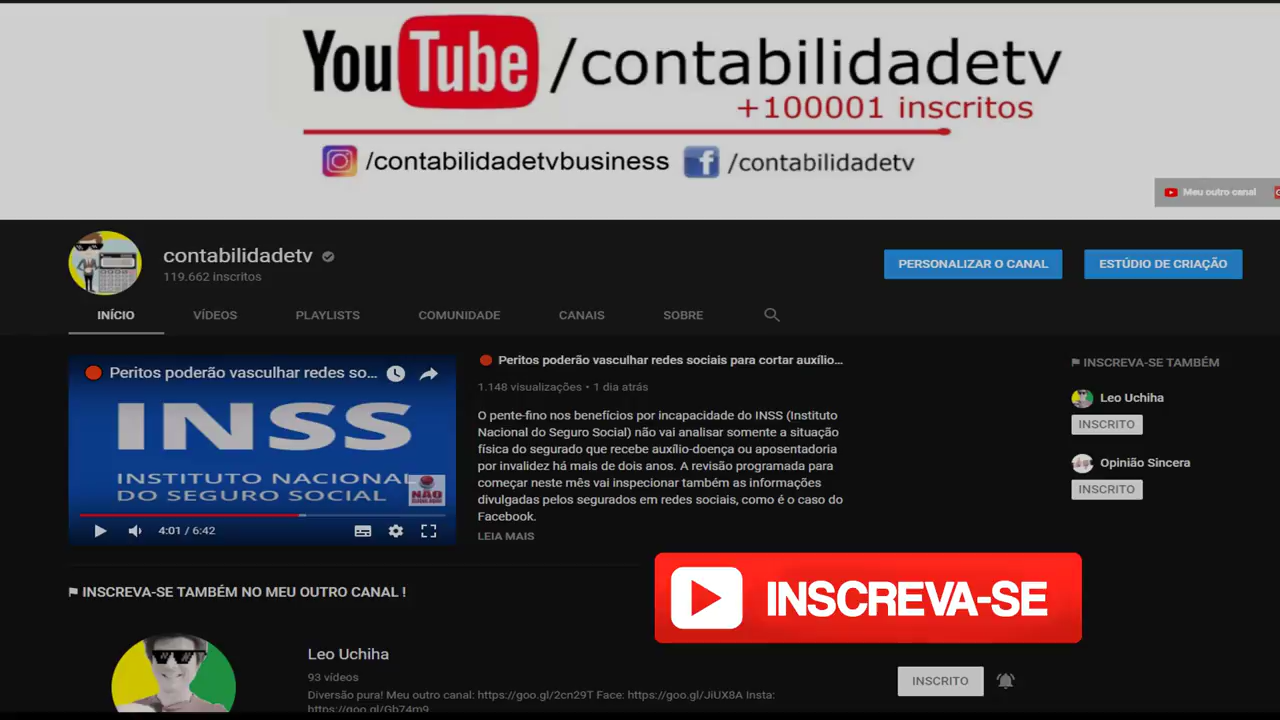 YouTube/contabilidadetv
+100001 inscritos
/contabilidadetvbusiness /contabilidadetv
Meu outro canal
contabilidadetv
119.662 inscritos
PERSONALIZAR O CANAL
ESTÚDIO DE CRIAÇÃO
INÍCIO VÍDEOS PLAYLISTS COMUNIDADE CANAIS SOBRE
Peritos poderão vasculhar redes so...
INSS
INSTITUTO NACIONAL
DO SEGURO SOCIAL
NÃO
4:01 / 6:42
Peritos poderão vasculhar redes sociais para cortar auxílio...
1.148 visualizações • 1 dia atrás
O pente-fino nos benefícios por incapacidade do INSS (Instituto
Nacional do Seguro Social) não vai analisar somente a situação
física do segurado que recebe auxílio-doença ou aposentadoria
por invalidez há mais de dois anos. A revisão programada para
começar neste mês vai inspecionar também as informações
divulgadas pelos segurados em redes sociais, como é o caso do
Facebook.
LEIA MAIS
INSCREVA-SE TAMBÉM
Leo Uchiha
INSCRITO
Opinião Sincera
INSCRITO
INSCREVA-SE
INSCREVA-SE TAMBÉM NO MEU OUTRO CANAL !
Leo Uchiha
93 vídeos
Diversão pura! Meu outro canal: https://goo.gl/2cn29T Face: https://goo.gl/JiUX8A Insta:
https://goo.gl/Gb74m9
INSCRITO